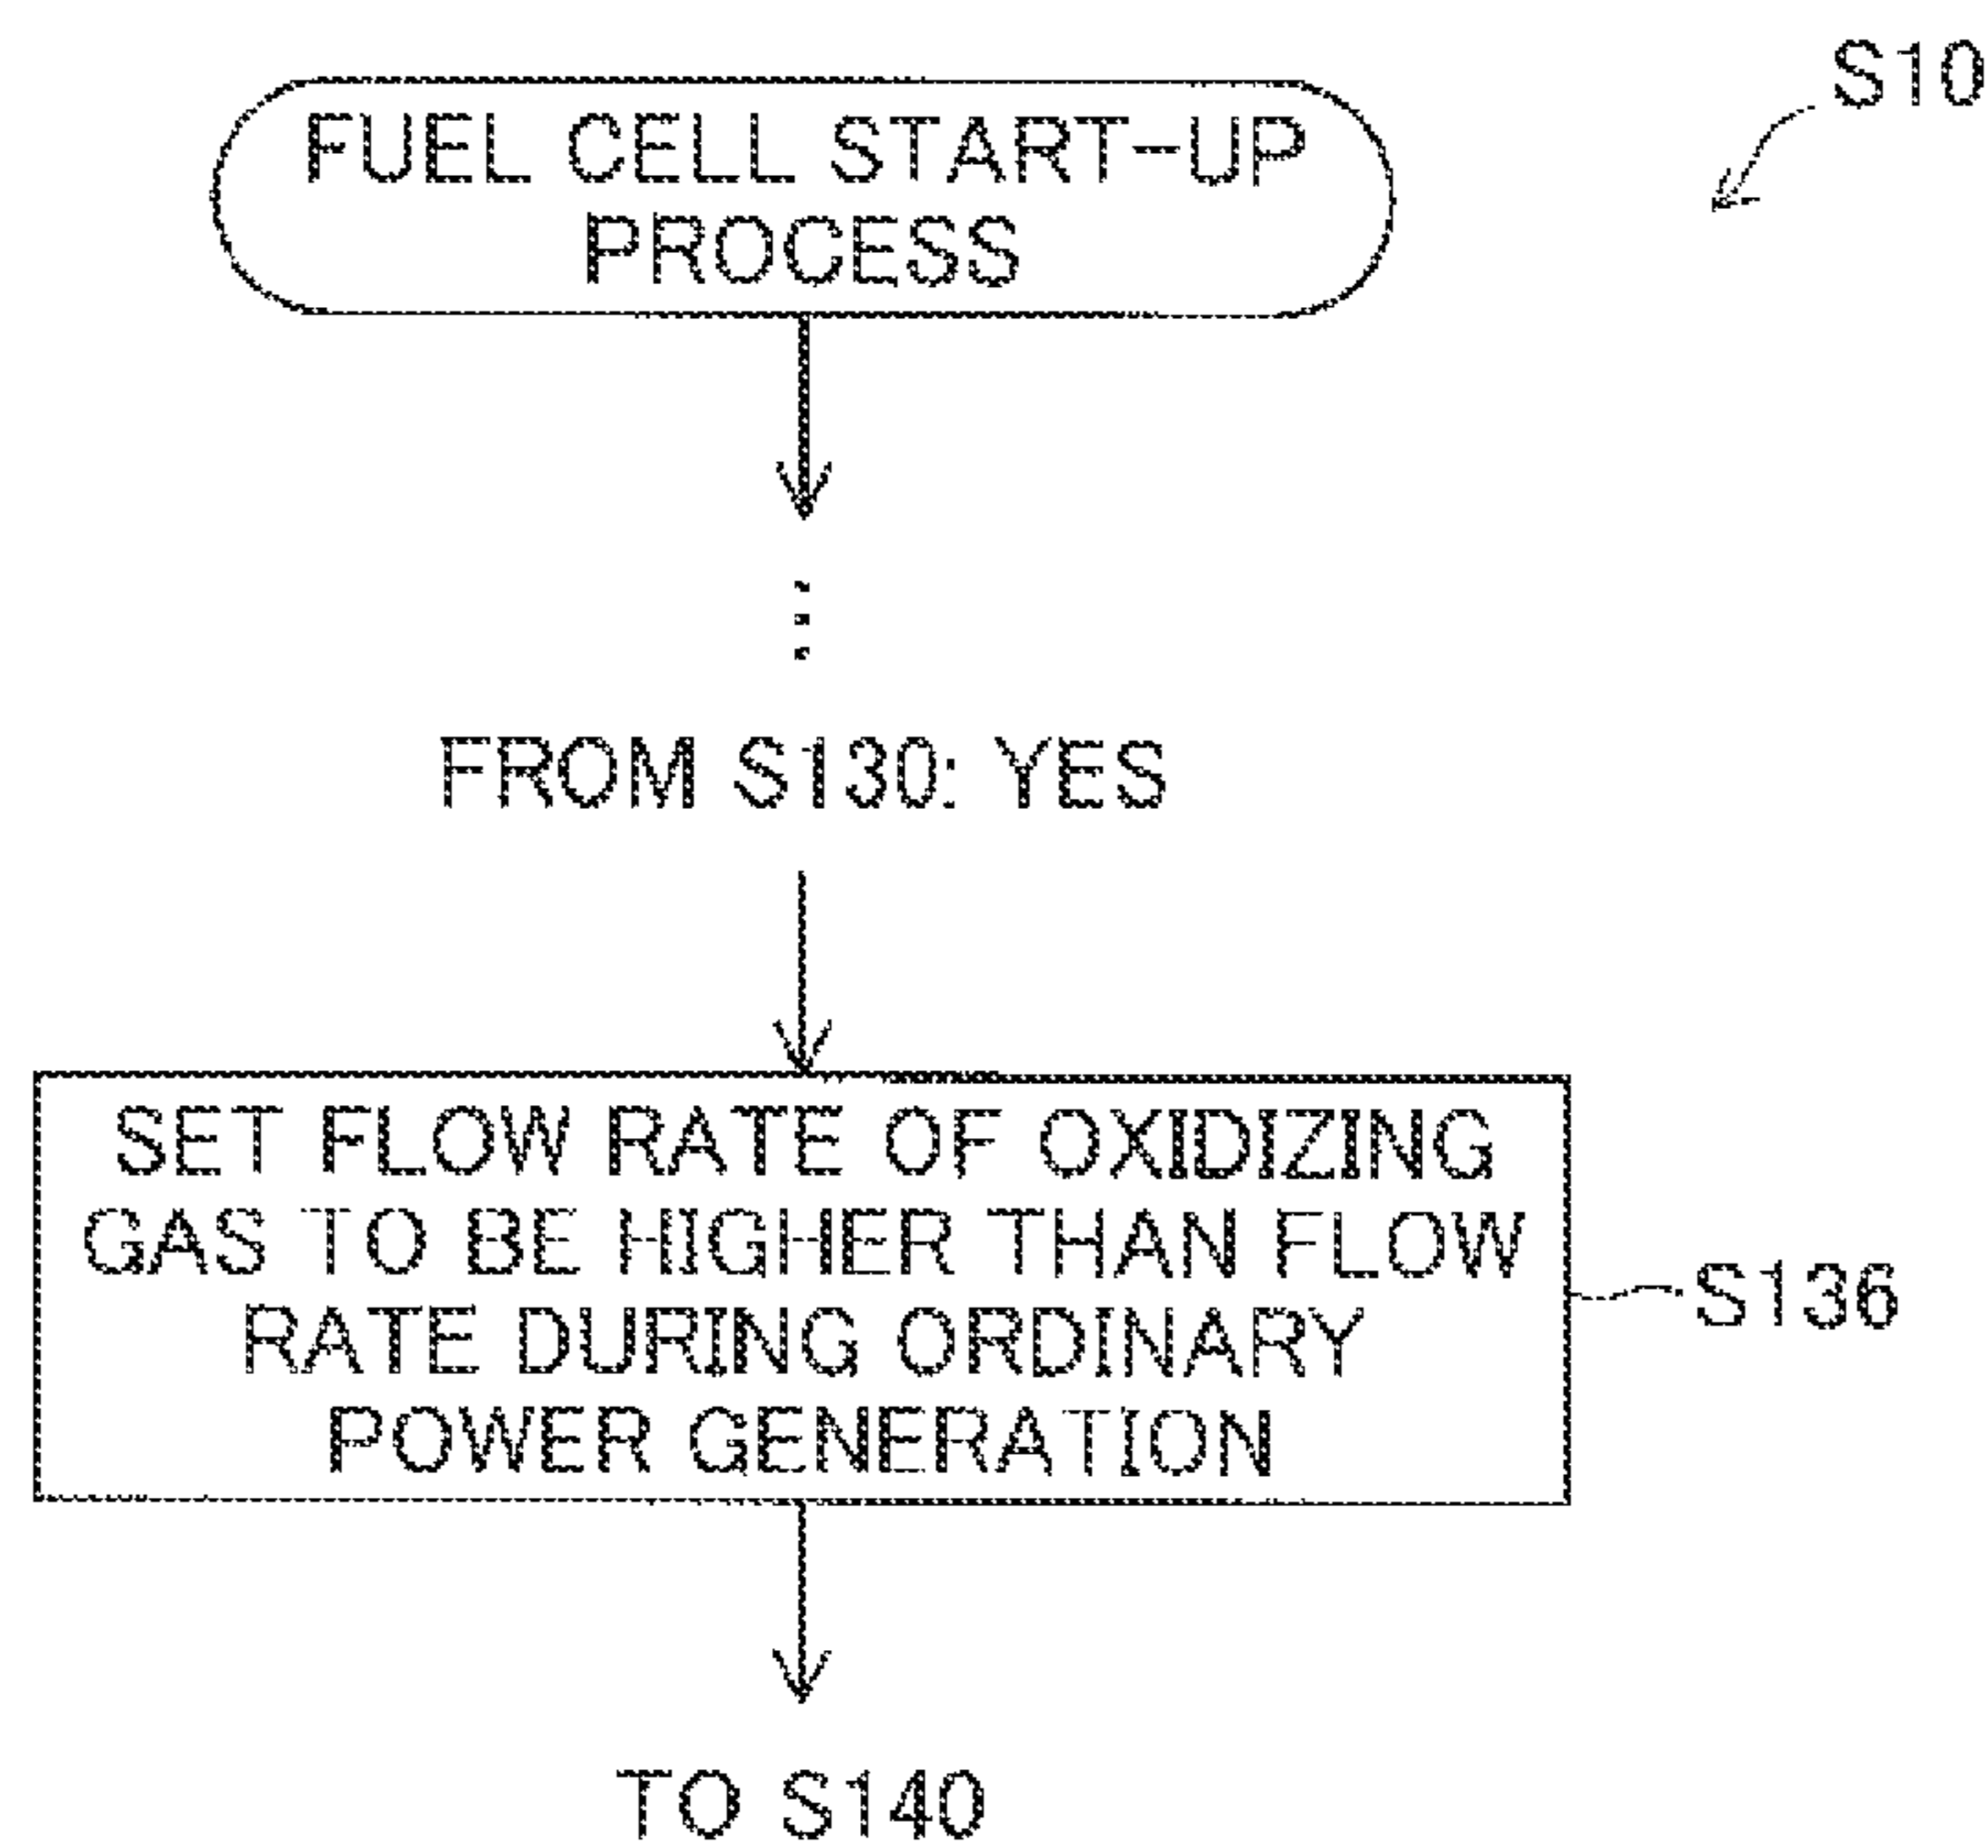 S10
FUEL CELL START-UP
PROCESS
FROM S130: YES
SET FLOW RATE OF OXIDIZING
GAS TO BE HIGHER THAN FLOW
RATE DURING ORDINARY
POWER GENERATION
S136
TO S140